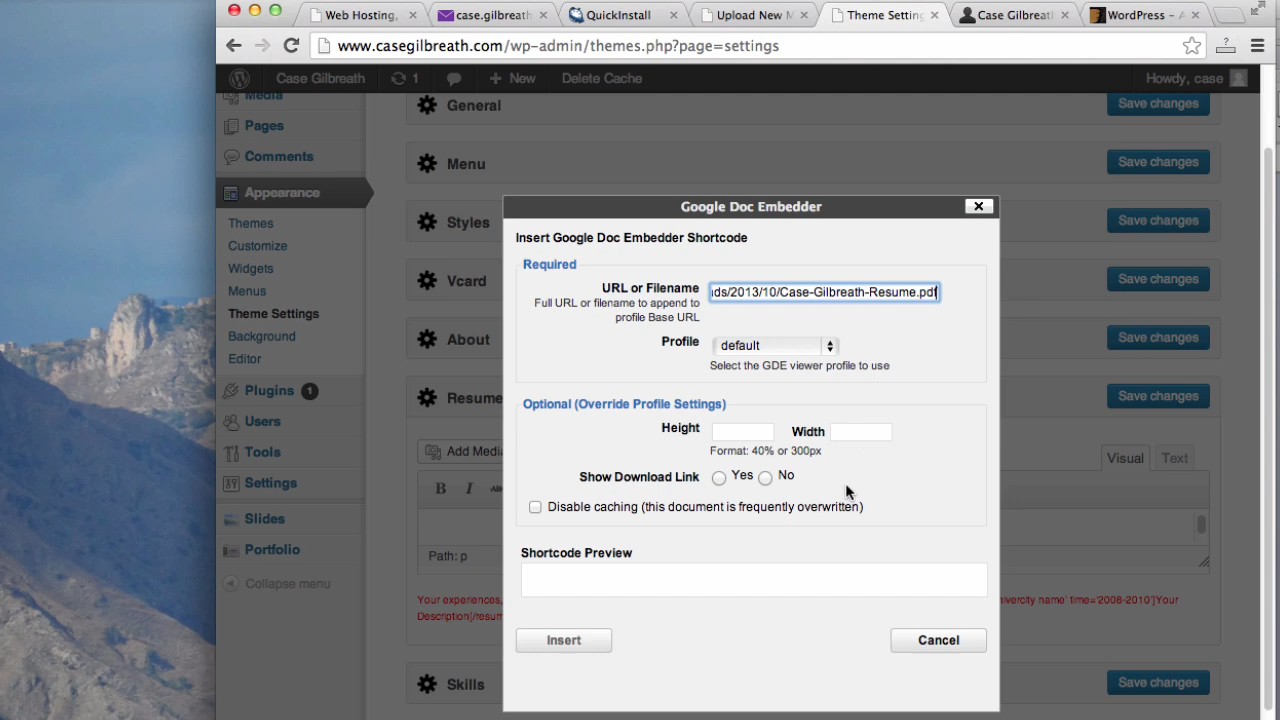 Web Hosting,
case.gilbreath
QuickInstall
Upload New M
Theme Setting
Case Gilbreath
WordPress – A
www.casegilbreath.com/wp-admin/themes.php?page=settings
Case Gilbreath
1
New
Delete Cache
Howdy, case
Media
Pages
Comments
Appearance
Themes
Customize
Widgets
Menus
Theme Settings
Background
Editor
Plugins 1
Users
Tools
Settings
Slides
Portfolio
Collapse menu
General
Save changes
Menu
Save changes
Styles
Save changes
Vcard
Save changes
About
Save changes
Resume
Save changes
Add Media
Visual
Text
B I ABC
Path: p
Your experiences,
univercity name' time='2008-2010']Your
Description[/resum
Skills
Save changes
Google Doc Embedder
Insert Google Doc Embedder Shortcode
Required
URL or Filename
ds/2013/10/Case-Gilbreath-Resume.pdf
Full URL or filename to append to
profile Base URL
Profile
default
Select the GDE viewer profile to use
Optional (Override Profile Settings)
Height
Width
Format: 40% or 300px
Show Download Link
Yes
No
Disable caching (this document is frequently overwritten)
Shortcode Preview
Insert
Cancel